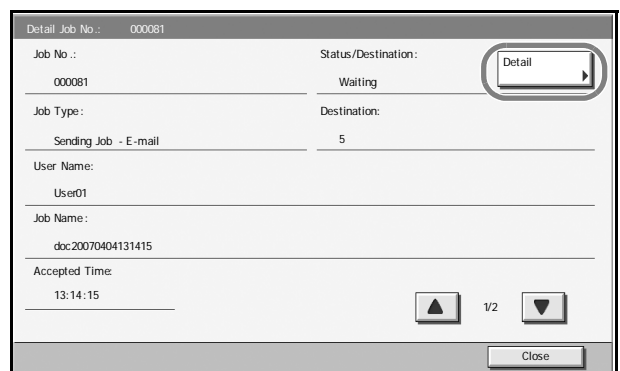 Detail Job No.: 000081
Job No .: Status/Destination: Detail
000081 Waiting
Job Type: Destination:
Sending Job - E-mail 5
User Name:
User01
Job Name:
doc20070404131415
Accepted Time:
13:14:15
1/2
Close